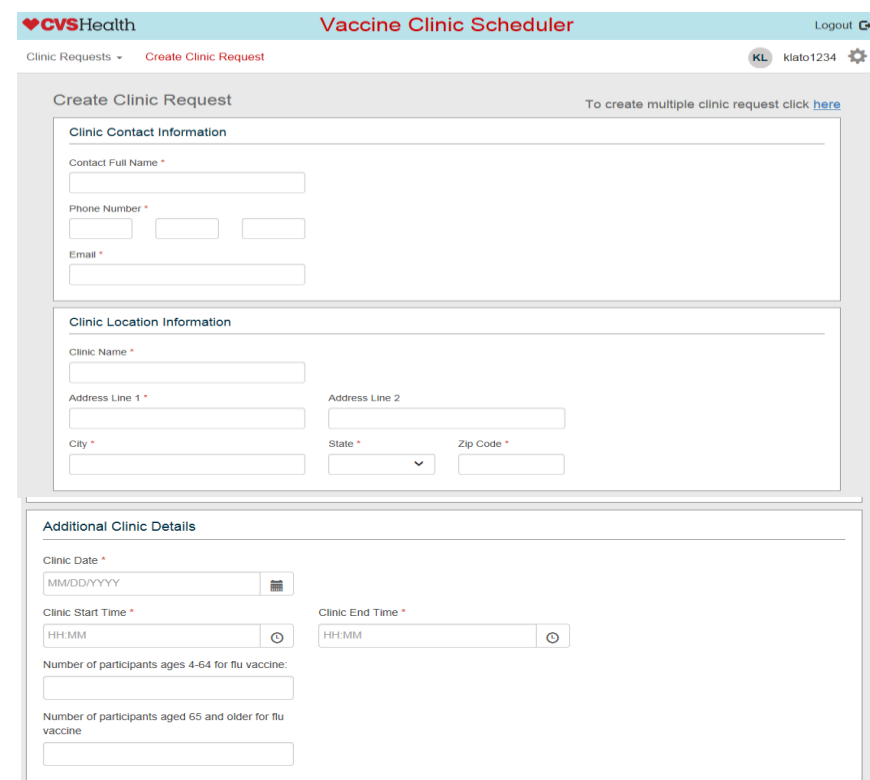 CVSHealth Vaccine Clinic Scheduler Logout
Clinic Requests Create Clinic Request KL klato1234
Create Clinic Request
To create multiple clinic request click here
Clinic Contact Information
Contact Full Name *
Phone Number *
Email *
Clinic Location Information
Clinic Name *
Address Line 1 * Address Line 2
City * State * Zip Code *
Additional Clinic Details
Clinic Date *
MM/DD/YYYY
Clinic Start Time * Clinic End Time *
HH:MM HH:MM
Number of participants ages 4-64 for flu vaccine:
Number of participants aged 65 and older for flu
vaccine